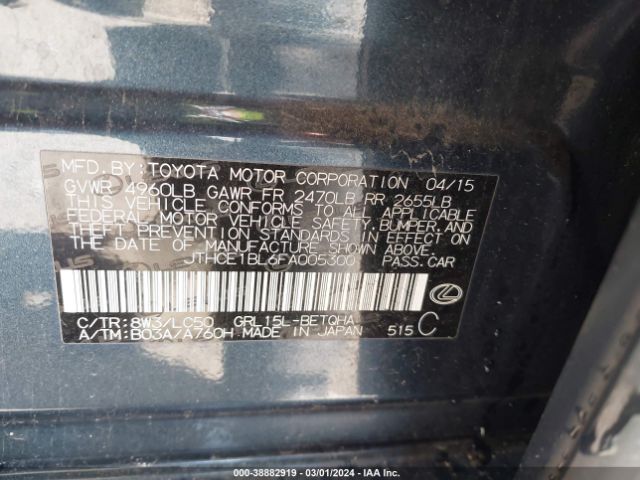 MFD. BY: TOYOTA MOTOR CORPORATION 04/15
GVWR 4960LB GAWR FR 2470LB RR 2655LB
THIS VEHICLE CONFORMS TO ALL APPLICABLE
FEDERAL MOTOR VEHICLE SAFETY, BUMPER, AND
THEFT PREVENTION STANDARDS IN EFFECT ON
THE DATE OF MANUFACTURE SHOWN ABOVE.
JTHCE1BL6FA005300 PASS. CAR
C/TR: 8W3/LC50 GRL15L-BETQHA
A/TM: B03A/A760H MADE IN JAPAN 515 C
000-38882919 - 03/01/2024 - IAA Inc.